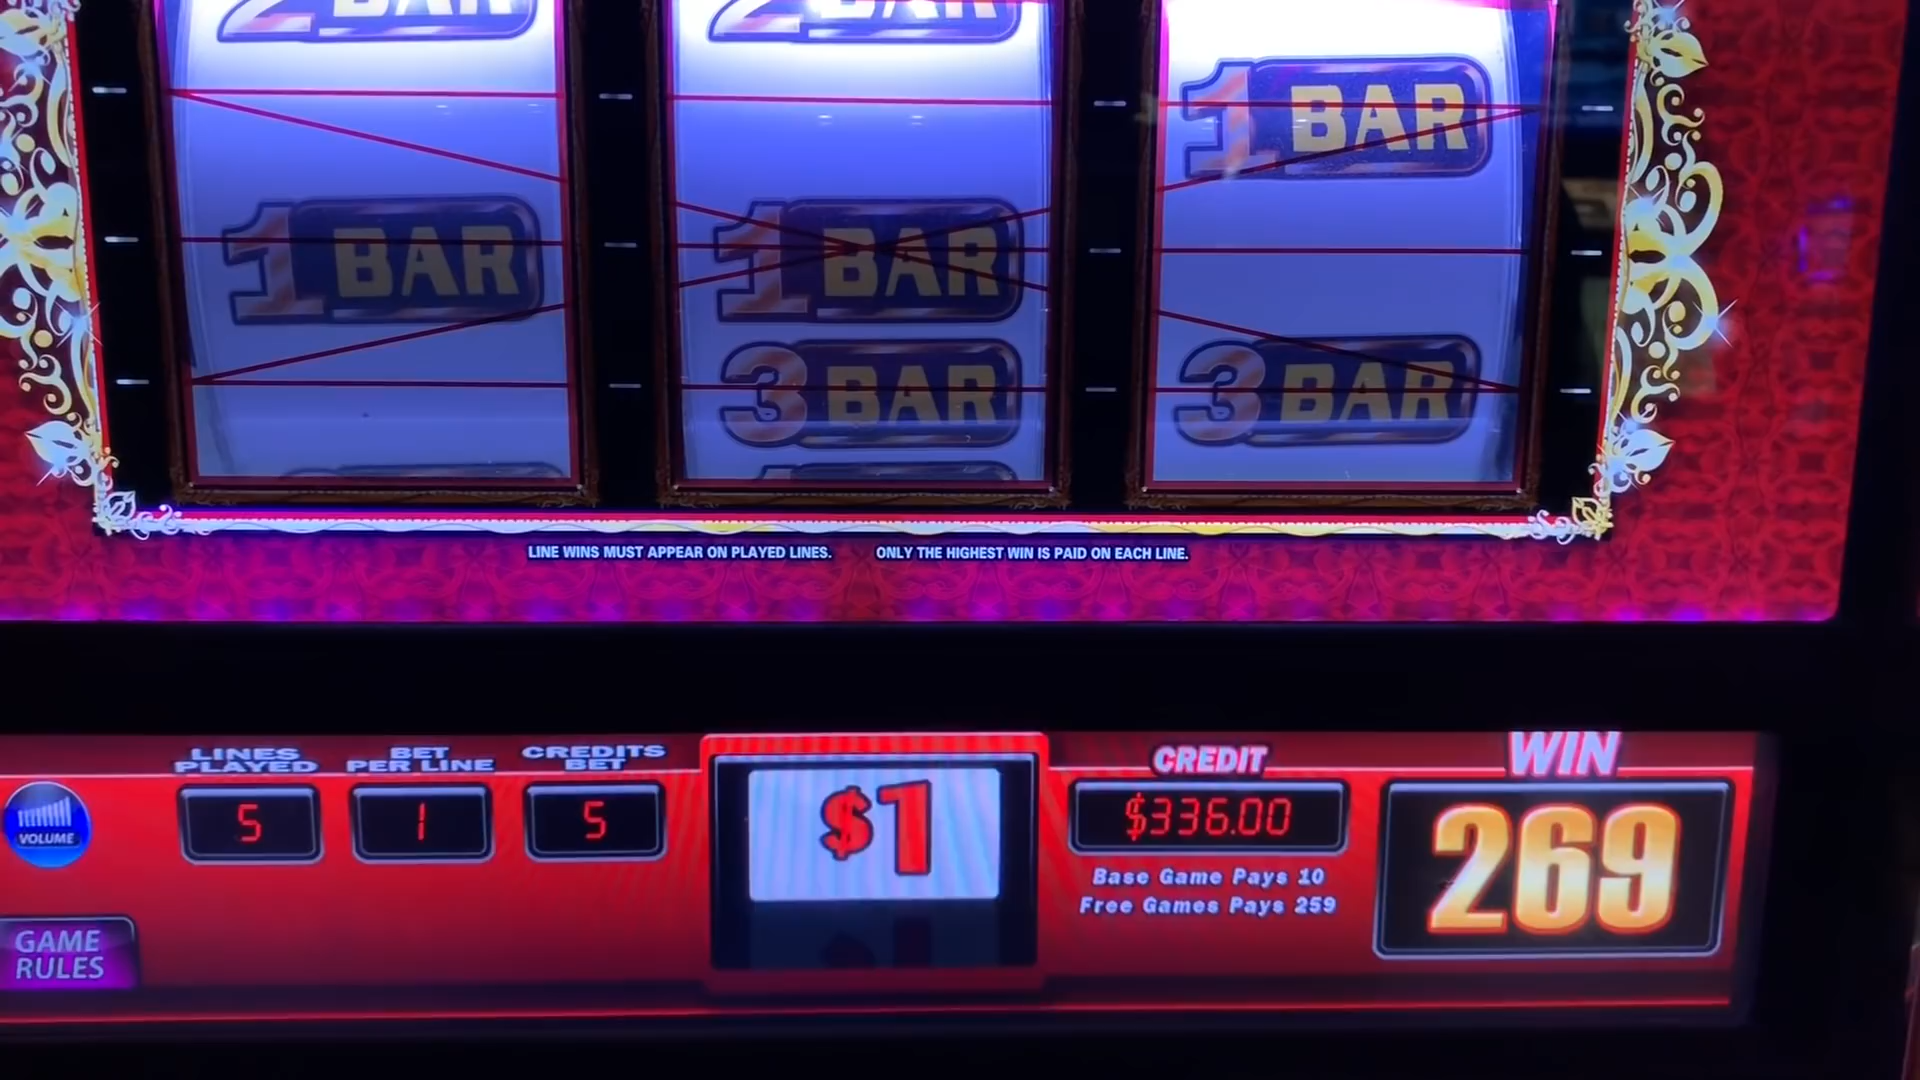 2 BAR
2 BAR
1 BAR
1 BAR
1 BAR
3 BAR
3 BAR
LINE WINS MUST APPEAR ON PLAYED LINES. ONLY THE HIGHEST WIN IS PAID ON EACH LINE.
VOLUME
LINES PLAYED
5
BET PER LINE
1
CREDITS BET
5
$1
CREDIT
$336.00
Base Game Pays 10
Free Games Pays 259
WIN
269
GAME
RULES